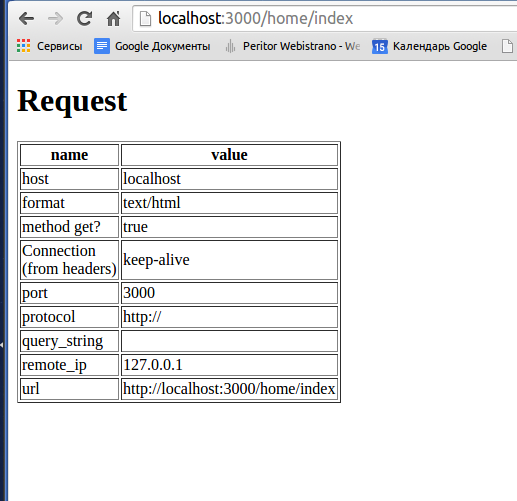 localhost:3000/home/index
Сервисы Google Документы Peritor Webistrano - We 15 Календарь Google
Request
name value
host localhost
format text/html
method get? true
Connection
(from headers) keep-alive
port 3000
protocol http://
query_string
remote_ip 127.0.0.1
url http://localhost:3000/home/index